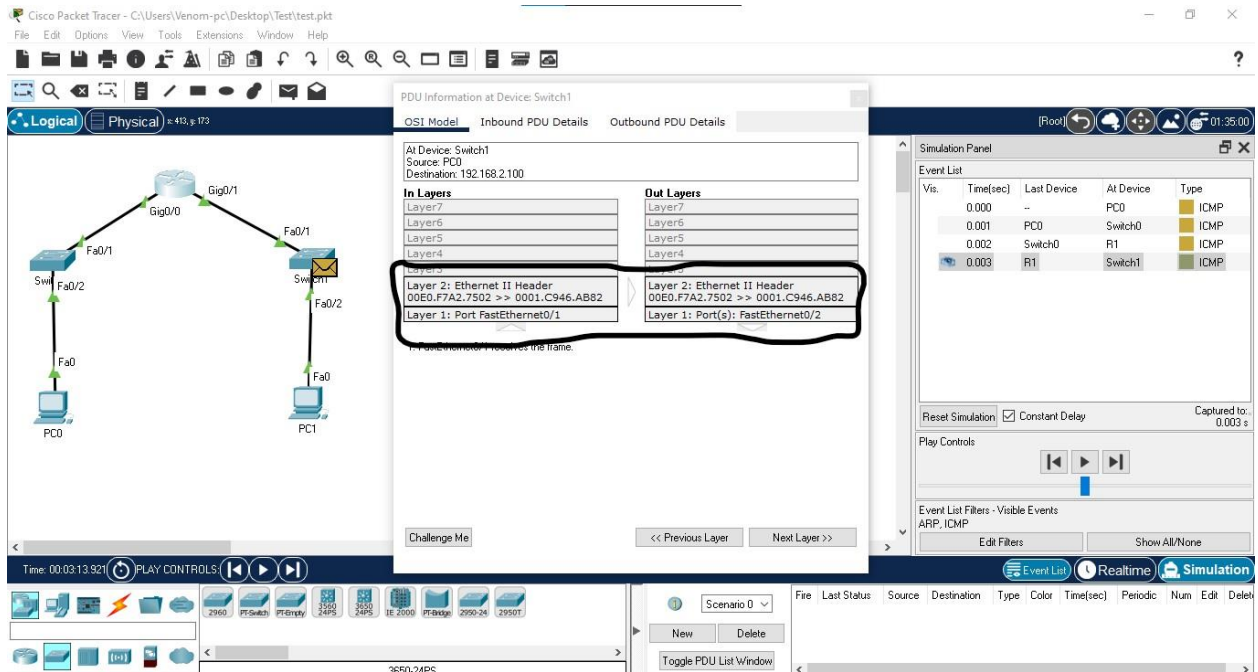 Cisco Packet Tracer - C:\Users\Venom-pc\Desktop\Test\test.pkt
File Edit Options View Tools Extensions Window Help
?
Logical Physical x: 413, y: 173
[Root] 01:35:00
PDU Information at Device: Switch1
OSI Model Inbound PDU Details Outbound PDU Details
At Device: Switch1
Source: PC0
Destination: 192.168.2.100
In Layers Out Layers
Layer7 Layer7
Layer6 Layer6
Layer5 Layer5
Layer4 Layer4
Layer 2: Ethernet II Header
00E0.F7A2.7502 >> 0001.C946.AB82
Layer 1: Port FastEthernet0/1
Layer 2: Ethernet II Header
00E0.F7A2.7502 >> 0001.C946.AB82
Layer 1: Port(s): FastEthernet0/2
the frame.
Challenge Me << Previous Layer Next Layer >>
Gig0/1
Gig0/0
Fa0/1
Fa0/1
Fa0/2
Fa0/2
Fa0
Fa0
PC0
PC1
Simulation Panel
Event List
Vis. Time(sec) Last Device At Device Type
0.000 -- PC0 ICMP
0.001 PC0 Switch0 ICMP
0.002 Switch0 R1 ICMP
0.003 R1 Switch1 ICMP
Reset Simulation Constant Delay
Captured to:
0.003 s
Play Controls
Event List Filters - Visible Events
ARP, ICMP
Edit Filters Show All/None
Time: 00:03:13.921 PLAY CONTROLS:
Event List Realtime Simulation
2960 PT-Switch PT-Empty 3560 24PS 3650 24PS IE 2000 PT-Bridge 2950-24 2950T
3650-24PS
Scenario 0
New Delete
Toggle PDU List Window
Fire Last Status Source Destination Type Color Time(sec) Periodic Num Edit